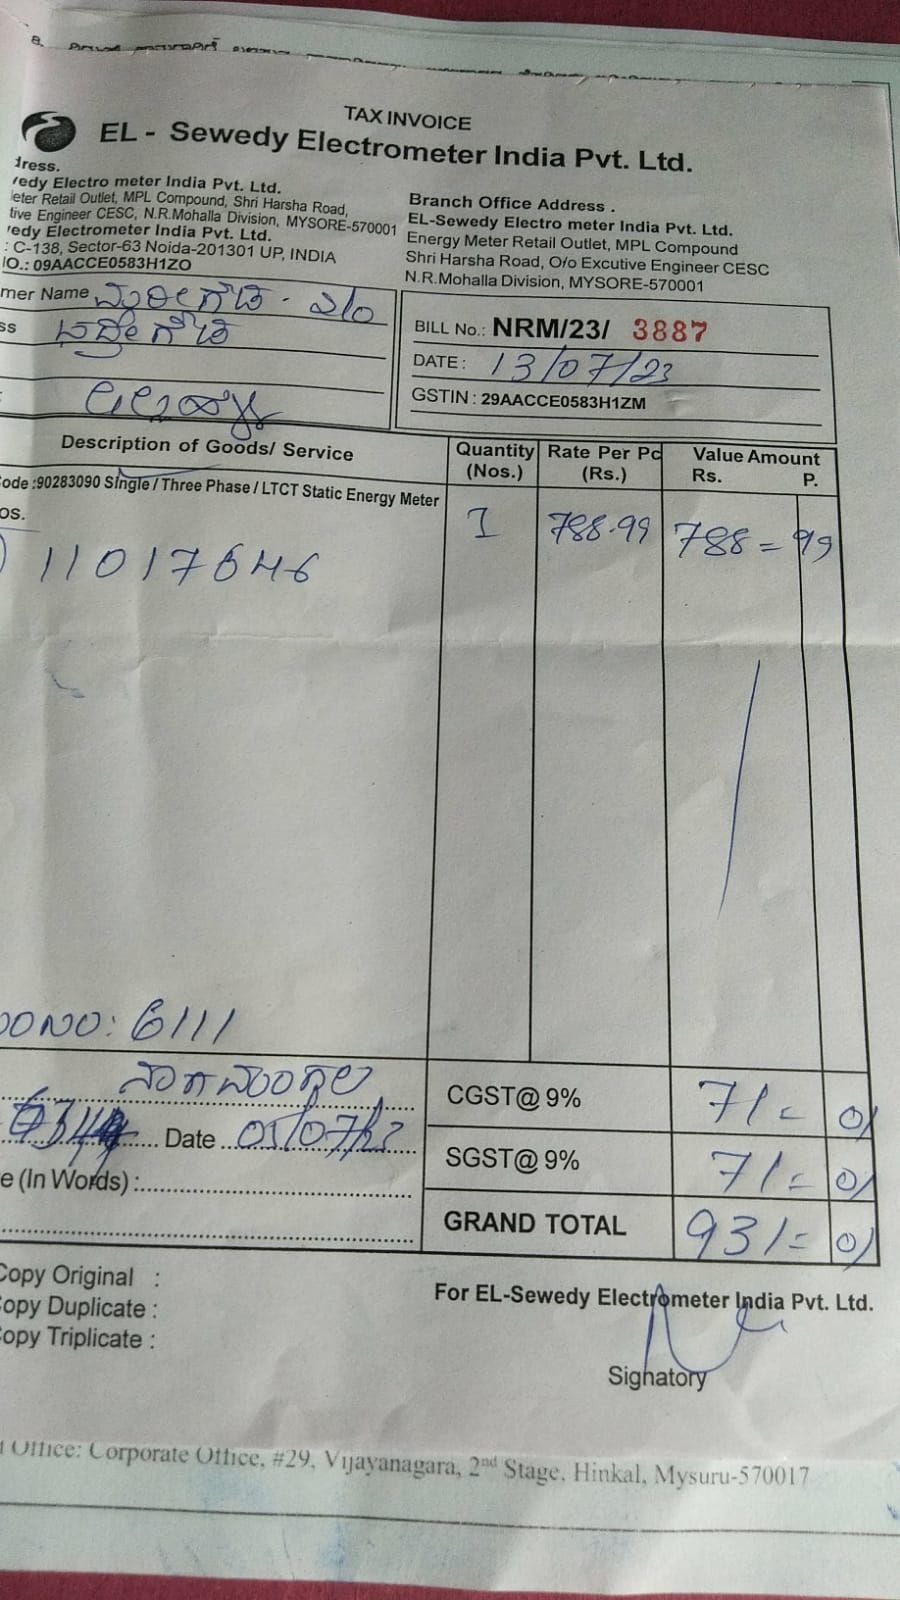 TAX INVOICE
EL - Sewedy Electrometer India Pvt. Ltd.
dress.
edy Electro meter India Pvt. Ltd.
eter Retail Outlet, MPL Compound, Shri Harsha Road,
tive Engineer CESC, N.R.Mohalla Division, MYSORE-570001
edy Electrometer India Pvt. Ltd.
: C-138, Sector-63 Noida-201301 UP, INDIA
IO.: 09AACCE0583H1ZO
Branch Office Address .
EL-Sewedy Electro meter India Pvt. Ltd.
Energy Meter Retail Outlet, MPL Compound
Shri Harsha Road, O/o Excutive Engineer CESC
N.R.Mohalla Division, MYSORE-570001
mer Name
ss
BILL No.: NRM/23/ 3887
DATE : 13/07/23
GSTIN : 29AACCE0583H1ZM
Description of Goods/ Service
Quantity (Nos.)
Rate Per Pc (Rs.)
Value Amount
Rs. P.
ode :90283090 Single / Three Phase / LTCT Static Energy Meter
os.
1 788.99 788=99
11017646
NO: 6111
CGST@ 9% 71= 01
Date 05/07/23
SGST@ 9% 71= 01
e (In Words) :
GRAND TOTAL 931= 01
Copy Original :
Copy Duplicate :
Copy Triplicate :
For EL-Sewedy Electrometer India Pvt. Ltd.
Sighatory
Office: Corporate Office, #29, Vijayanagara, 2nd Stage, Hinkal, Mysuru-570017